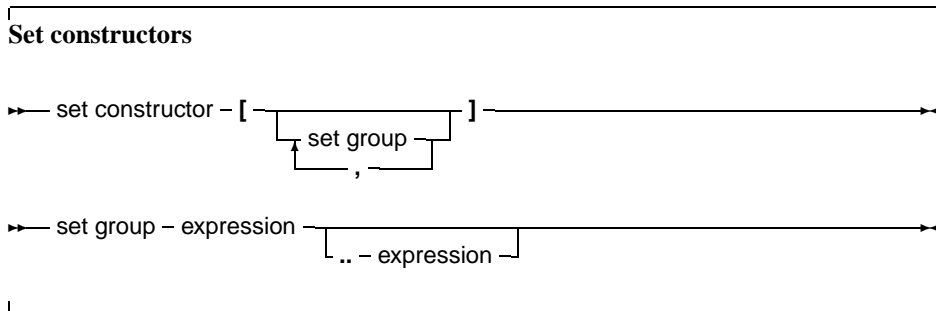 Set constructors
set constructor [ ]
set group
,
set group expression
.. expression